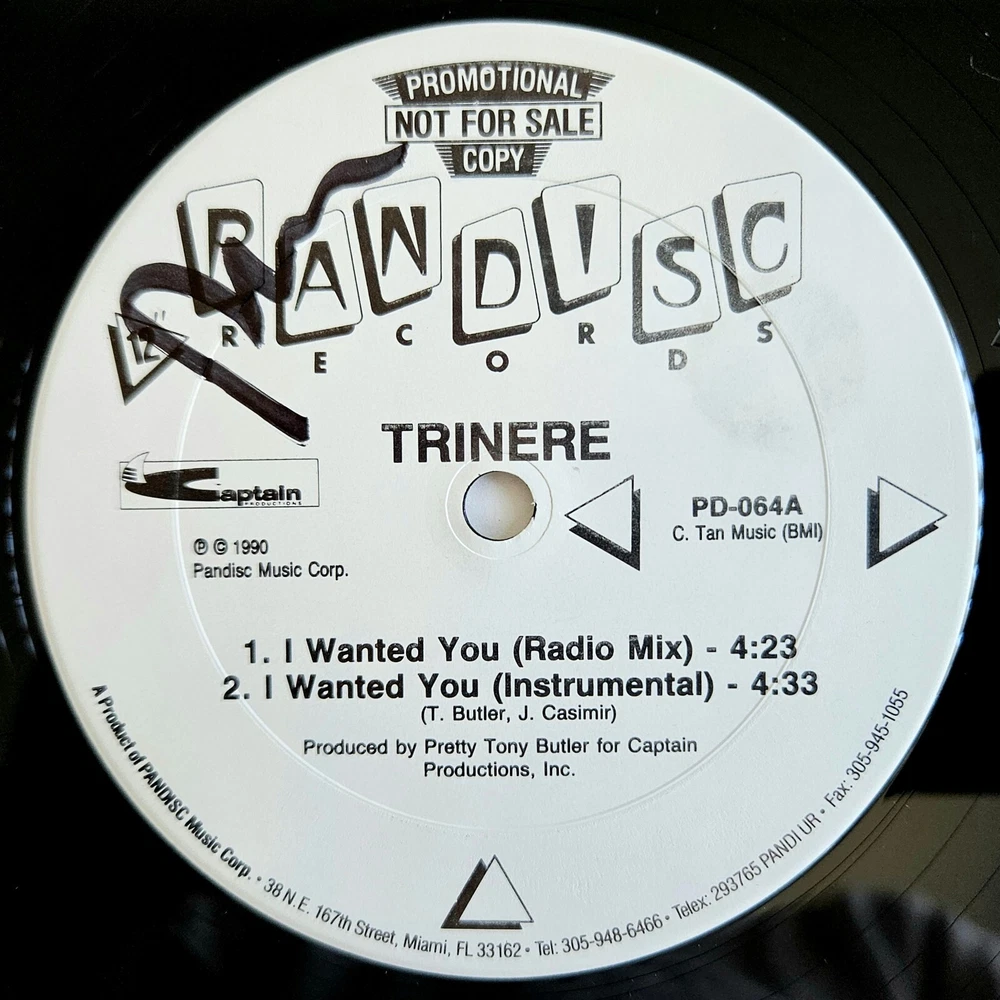 PROMOTIONAL
NOT FOR SALE
COPY
PANDISC
RECORDS
12"
TRINERE
Captain
PRODUCTIONS
℗ © 1990
Pandisc Music Corp.
PD-064A
C. Tan Music (BMI)
1. I Wanted You (Radio Mix) - 4:23
2. I Wanted You (Instrumental) - 4:33
(T. Butler, J. Casimir)
Produced by Pretty Tony Butler for Captain
Productions, Inc.
A Product of PANDISC Music Corp. • 38 N.E. 167th Street, Miami, FL 33162 • Tel: 305-948-6466 • Telex: 293765 PANDI UR • Fax: 305-945-1055